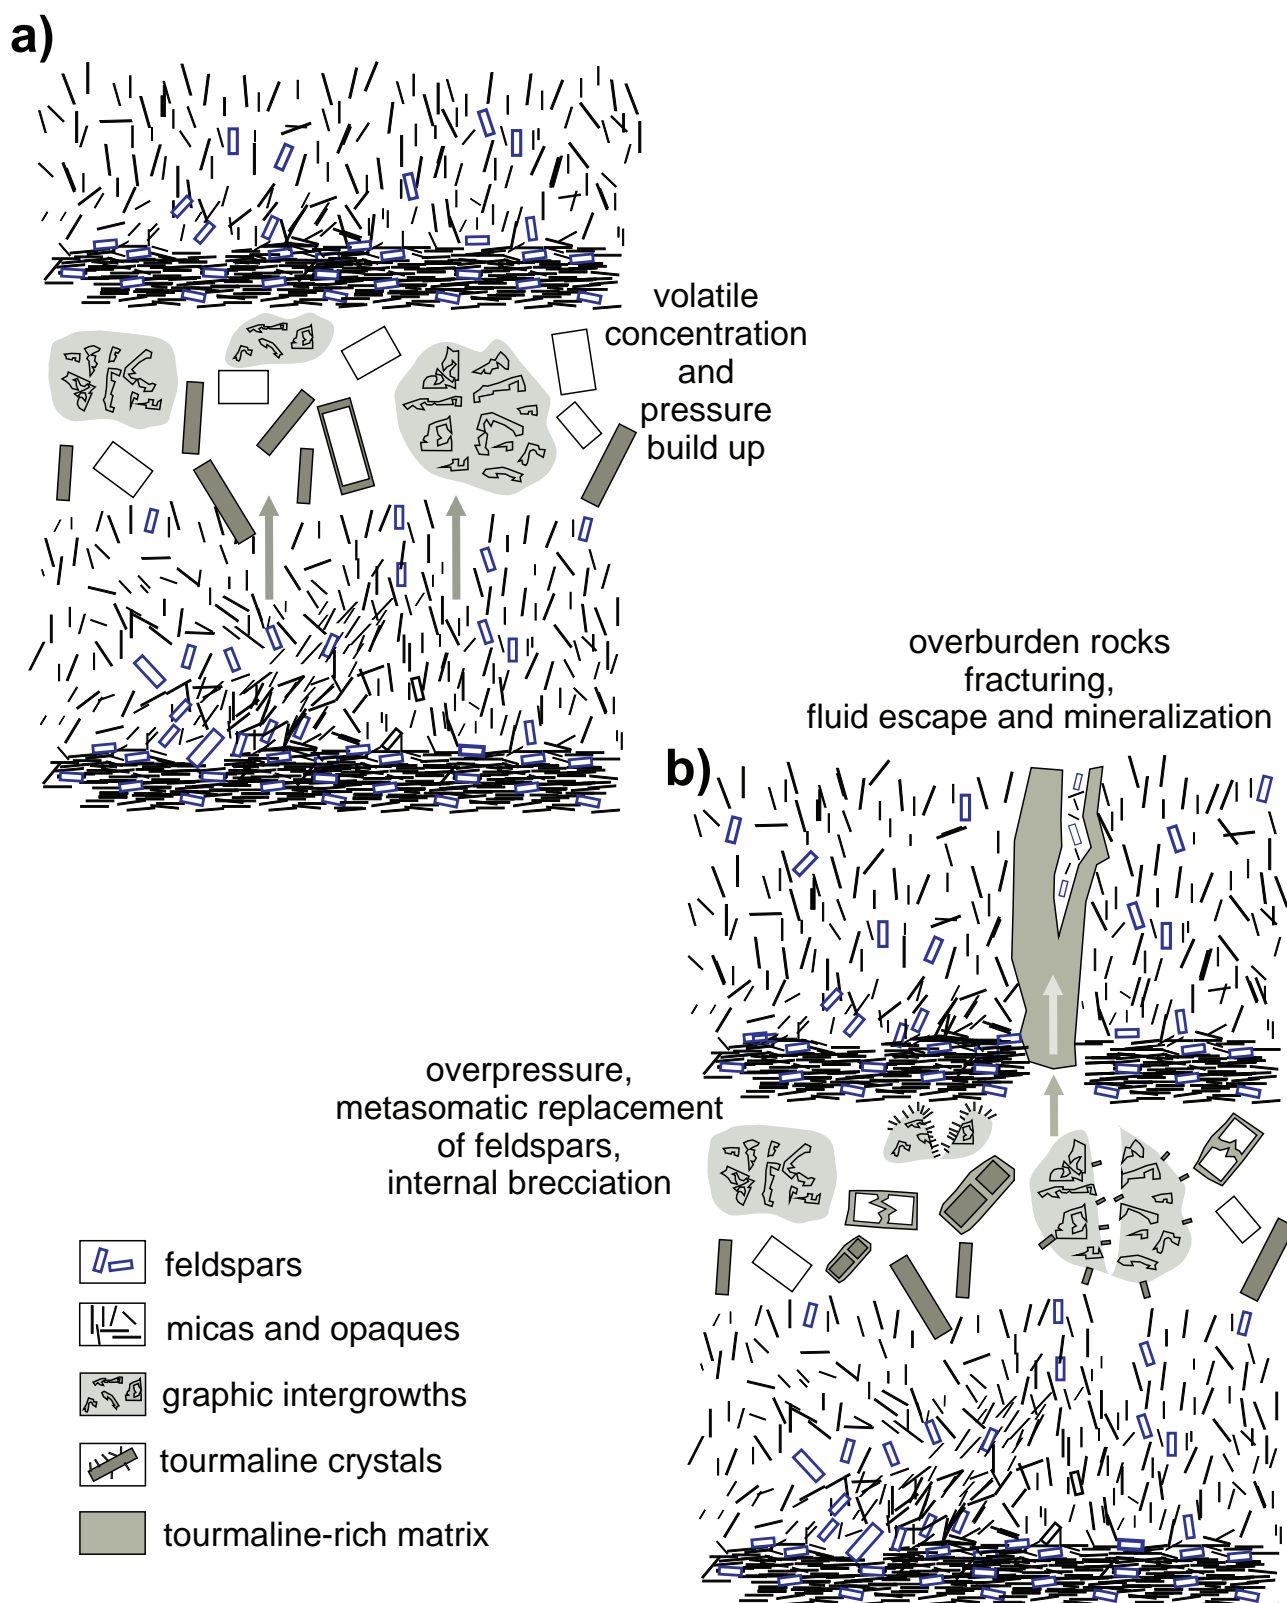 a)
volatile
concentration
and
pressure
build up
overburden rocks
fracturing,
fluid escape and mineralization
b)
overpressure,
metasomatic replacement
of feldspars,
internal brecciation
feldspars
micas and opaques
graphic intergrowths
tourmaline crystals
tourmaline-rich matrix